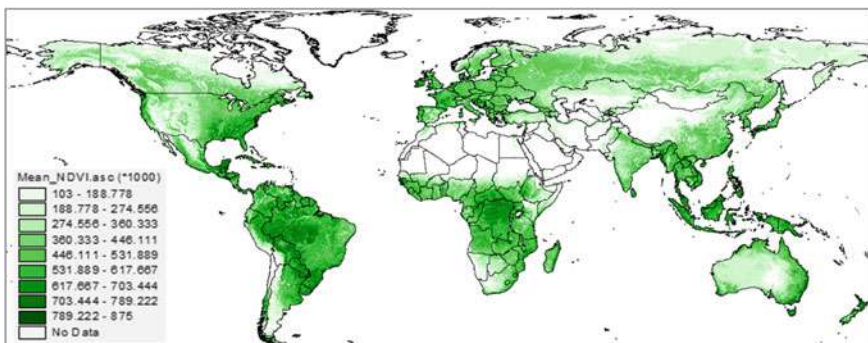 Mean_NDVI.asc (*1000)
103 - 188.778
188.778 - 274.556
274.556 - 360.333
360.333 - 446.111
446.111 - 531.889
531.889 - 617.667
617.667 - 703.444
703.444 - 789.222
789.222 - 875
No Data